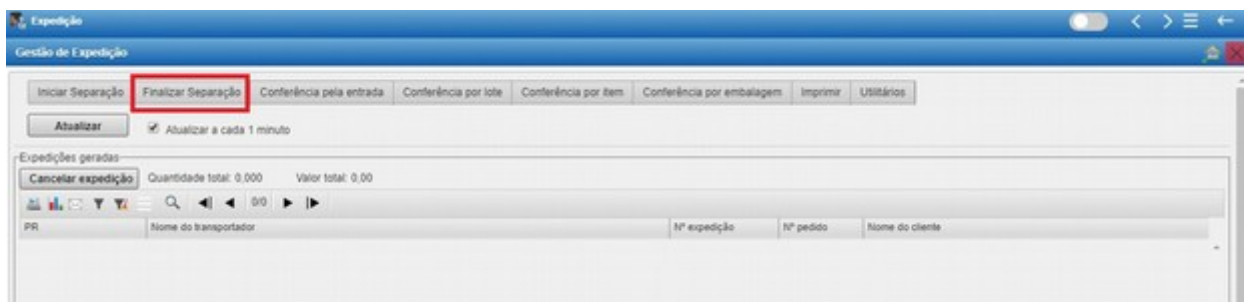 Expedição
Gestão de Expedição
Iniciar Separação Finalizar Separação Conferência pela entrada Conferência por lote Conferência por item Conferência por embalagem Imprimir Utilitários
Atualizar Atualizar a cada 1 minuto
Expedições geradas
Cancelar expedição Quantidade total: 0,000 Valor total: 0,00
0/0
PR Nome do transportador Nº expedição Nº pedido Nome do cliente